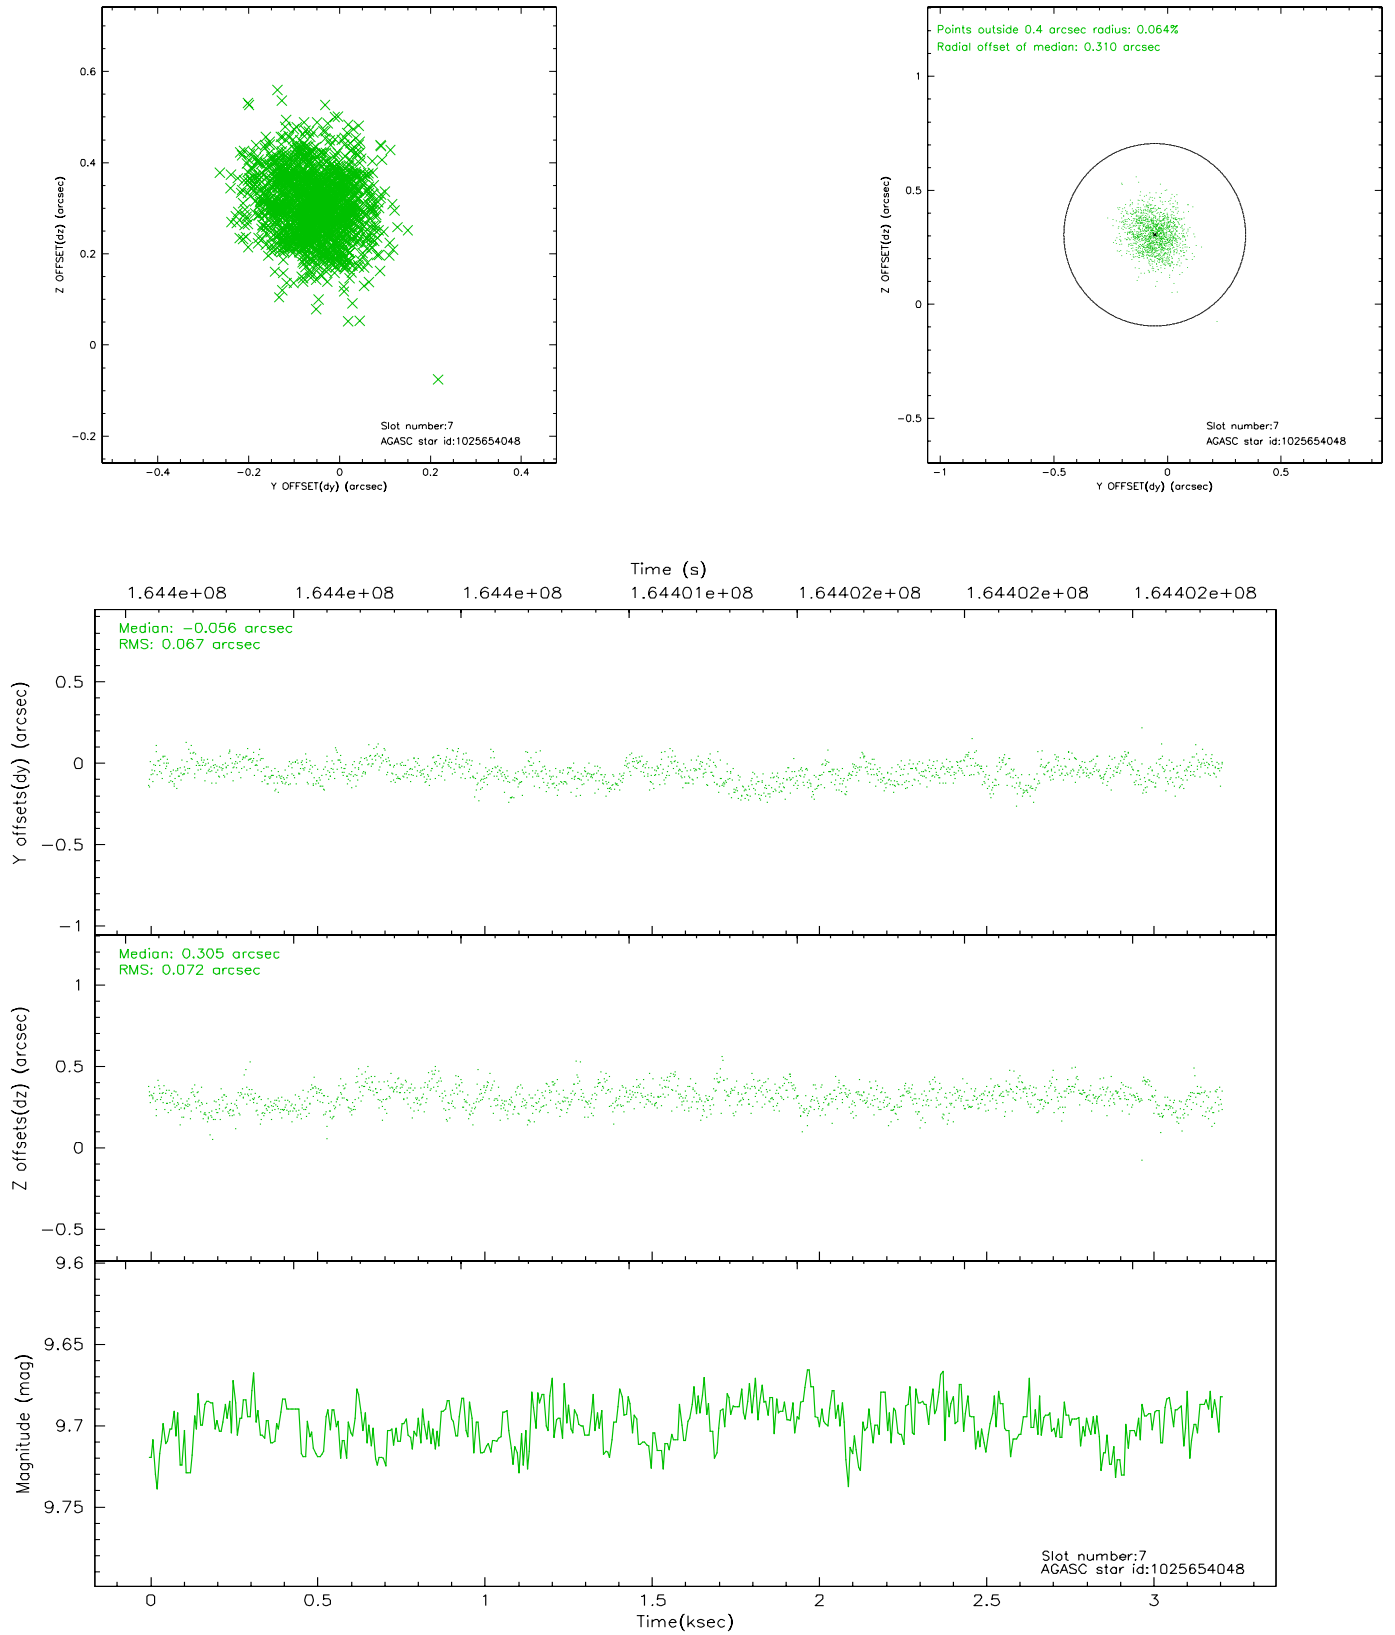 0.6
0.4
0.2
0
−0.2
−0.4
−0.2
0
0.2
0.4
Z OFFSET(dz) (arcsec)
Y OFFSET(dy) (arcsec)
Slot number:7
AGASC star id:1025654048
Points outside 0.4 arcsec radius: 0.064%
Radial offset of median: 0.310 arcsec
1
0.5
0
−0.5
−1
−0.5
0
0.5
Z OFFSET(dz) (arcsec)
Y OFFSET(dy) (arcsec)
Slot number:7
AGASC star id:1025654048
Time (s)
1.644e+08 1.644e+08 1.644e+08 1.64401e+08 1.64402e+08 1.64402e+08 1.64402e+08
Median: −0.056 arcsec
RMS: 0.067 arcsec
0.5
0
−0.5
−1
Y offsets(dy) (arcsec)
Median: 0.305 arcsec
RMS: 0.072 arcsec
1
0.5
0
−0.5
Z offsets(dz) (arcsec)
9.6
9.65
9.7
9.75
Magnitude (mag)
Slot number:7
AGASC star id:1025654048
0 0.5 1 1.5 2 2.5 3
Time(ksec)